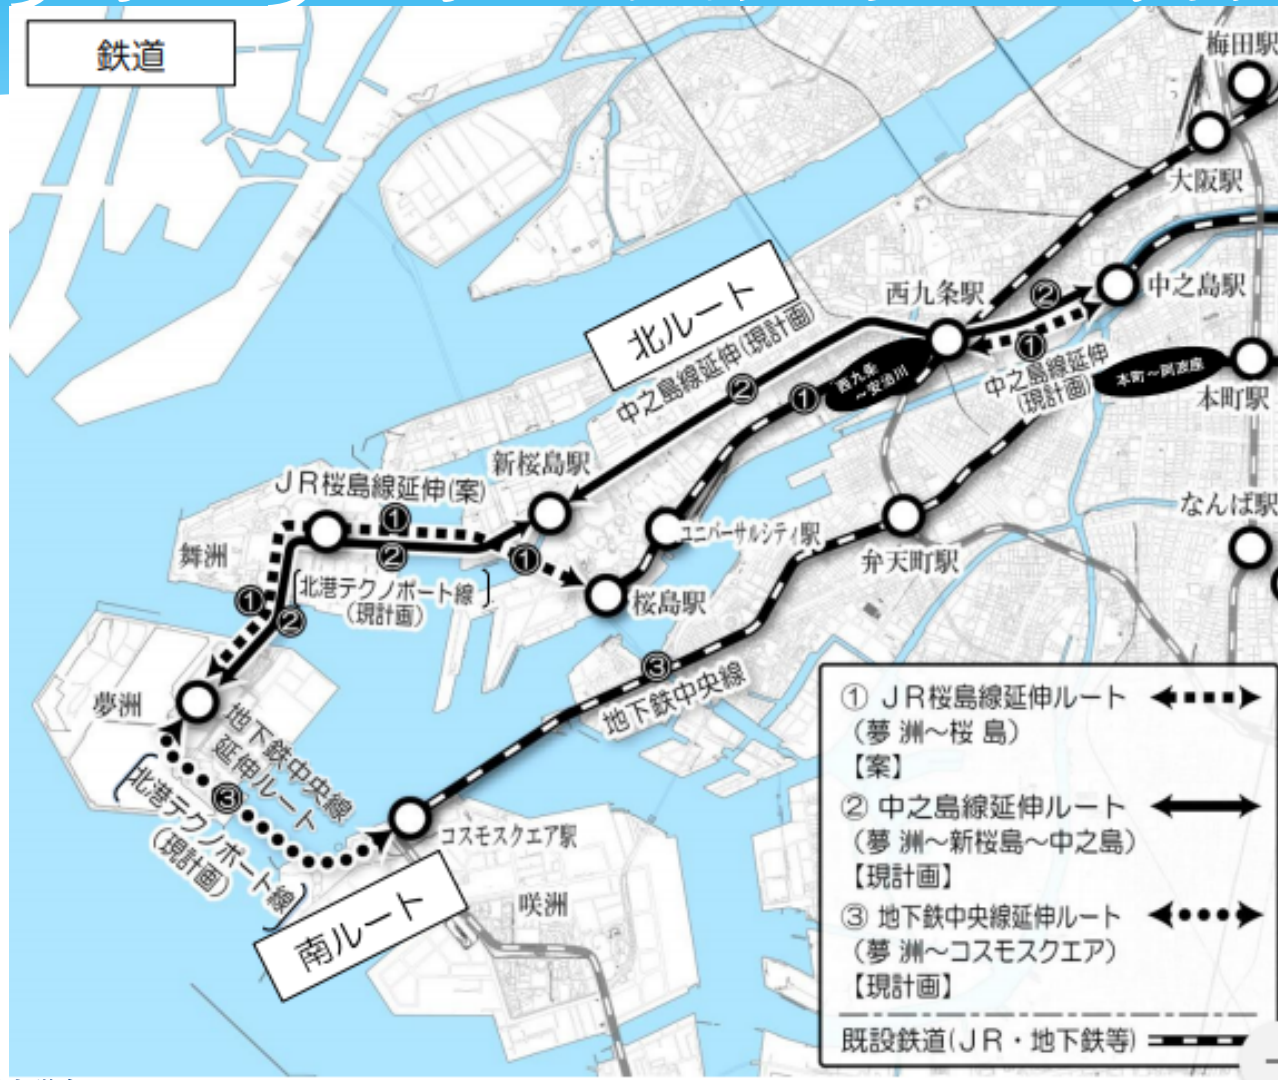 鉄道
梅田駅
大阪駅
北ルート
西九条駅
②
中之島駅
①
中之島線延伸(現計画)
②
①
西九条
～安治川
中之島線延伸
(現計画)
本町～阿波座
本町駅
新桜島駅
JR桜島線延伸(案)
なんば駅
①
ユニバーサルシティ駅
弁天町駅
舞洲
②
①
北港テクノポート線
(現計画)
桜島駅
①
②
③
地下鉄中央線
夢洲
地下鉄中央線
延伸ルート
③
北港テクノポート線
(現計画)
コスモスクエア駅
南ルート
咲洲
① JR桜島線延伸ルート
(夢 洲～桜 島)
【案】
② 中之島線延伸ルート
(夢 洲～新桜島～中之島)
【現計画】
③ 地下鉄中央線延伸ルート
(夢 洲～コスモスクエア)
【現計画】
既設鉄道(JR・地下鉄等)